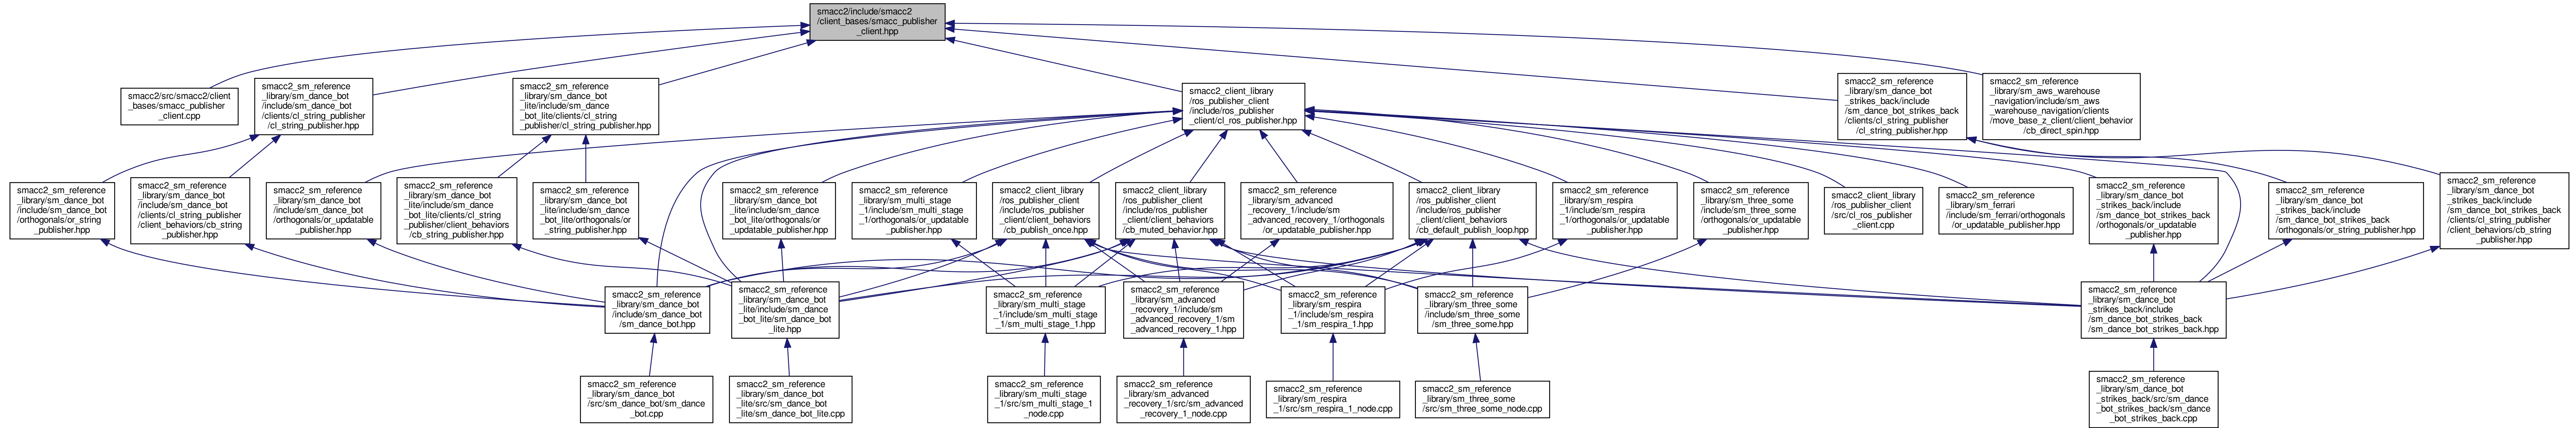 smacc2/include/smacc2
/client_bases/smacc_publisher
_client.hpp
smacc2/src/smacc2/client
_bases/smacc_publisher
_client.cpp
smacc2_sm_reference
_library/sm_dance_bot
/include/sm_dance_bot
/clients/cl_string_publisher
/cl_string_publisher.hpp
smacc2_sm_reference
_library/sm_dance_bot
_lite/include/sm_dance
_bot_lite/clients/cl_string
_publisher/cl_string_publisher.hpp
smacc2_client_library
/ros_publisher_client
/include/ros_publisher
_client/cl_ros_publisher.hpp
smacc2_sm_reference
_library/sm_dance_bot
_strikes_back/include
/sm_dance_bot_strikes_back
/clients/cl_string_publisher
/cl_string_publisher.hpp
smacc2_sm_reference
_library/sm_aws_warehouse
_navigation/include/sm_aws
_warehouse_navigation/clients
/move_base_z_client/client_behavior
/cb_direct_spin.hpp
smacc2_sm_reference
_library/sm_dance_bot
/include/sm_dance_bot
/orthogonals/or_string
_publisher.hpp
smacc2_sm_reference
_library/sm_dance_bot
/include/sm_dance_bot
/clients/cl_string_publisher
/client_behaviors/cb_string
_publisher.hpp
smacc2_sm_reference
_library/sm_dance_bot
/include/sm_dance_bot
/orthogonals/or_updatable
_publisher.hpp
smacc2_sm_reference
_library/sm_dance_bot
_lite/include/sm_dance
_bot_lite/clients/cl_string
_publisher/client_behaviors
/cb_string_publisher.hpp
smacc2_sm_reference
_library/sm_dance_bot
_lite/include/sm_dance
_bot_lite/orthogonals/or
_string_publisher.hpp
smacc2_sm_reference
_library/sm_dance_bot
_lite/include/sm_dance
_bot_lite/orthogonals/or
_updatable_publisher.hpp
smacc2_sm_reference
_library/sm_multi_stage
_1/include/sm_multi_stage
_1/orthogonals/or_updatable
_publisher.hpp
smacc2_client_library
/ros_publisher_client
/include/ros_publisher
_client/client_behaviors
/cb_publish_once.hpp
smacc2_client_library
/ros_publisher_client
/include/ros_publisher
_client/client_behaviors
/cb_muted_behavior.hpp
smacc2_sm_reference
_library/sm_advanced
_recovery_1/include/sm
_advanced_recovery_1/orthogonals
/or_updatable_publisher.hpp
smacc2_client_library
/ros_publisher_client
/include/ros_publisher
_client/client_behaviors
/cb_default_publish_loop.hpp
smacc2_sm_reference
_library/sm_respira
_1/include/sm_respira
_1/orthogonals/or_updatable
_publisher.hpp
smacc2_sm_reference
_library/sm_three_some
/include/sm_three_some
/orthogonals/or_updatable
_publisher.hpp
smacc2_client_library
/ros_publisher_client
/src/cl_ros_publisher
_client.cpp
smacc2_sm_reference
_library/sm_ferrari
/include/sm_ferrari/orthogonals
/or_updatable_publisher.hpp
smacc2_sm_reference
_library/sm_dance_bot
_strikes_back/include
/sm_dance_bot_strikes_back
/orthogonals/or_updatable
_publisher.hpp
smacc2_sm_reference
_library/sm_dance_bot
_strikes_back/include
/sm_dance_bot_strikes_back
/orthogonals/or_string_publisher.hpp
smacc2_sm_reference
_library/sm_dance_bot
_strikes_back/include
/sm_dance_bot_strikes_back
/clients/cl_string_publisher
/client_behaviors/cb_string
_publisher.hpp
smacc2_sm_reference
_library/sm_dance_bot
/include/sm_dance_bot
/sm_dance_bot.hpp
smacc2_sm_reference
_library/sm_dance_bot
_lite/include/sm_dance
_bot_lite/sm_dance_bot
_lite.hpp
smacc2_sm_reference
_library/sm_multi_stage
_1/include/sm_multi_stage
_1/sm_multi_stage_1.hpp
smacc2_sm_reference
_library/sm_advanced
_recovery_1/include/sm
_advanced_recovery_1/sm
_advanced_recovery_1.hpp
smacc2_sm_reference
_library/sm_respira
_1/include/sm_respira
_1/sm_respira_1.hpp
smacc2_sm_reference
_library/sm_three_some
/include/sm_three_some
/sm_three_some.hpp
smacc2_sm_reference
_library/sm_dance_bot
_strikes_back/include
/sm_dance_bot_strikes_back
/sm_dance_bot_strikes_back.hpp
smacc2_sm_reference
_library/sm_dance_bot
/src/sm_dance_bot/sm_dance
_bot.cpp
smacc2_sm_reference
_library/sm_dance_bot
_lite/src/sm_dance_bot
_lite/sm_dance_bot_lite.cpp
smacc2_sm_reference
_library/sm_multi_stage
_1/src/sm_multi_stage_1
_node.cpp
smacc2_sm_reference
_library/sm_advanced
_recovery_1/src/sm_advanced
_recovery_1_node.cpp
smacc2_sm_reference
_library/sm_respira
_1/src/sm_respira_1_node.cpp
smacc2_sm_reference
_library/sm_three_some
/src/sm_three_some_node.cpp
smacc2_sm_reference
_library/sm_dance_bot
_strikes_back/src/sm_dance
_bot_strikes_back/sm_dance
_bot_strikes_back.cpp